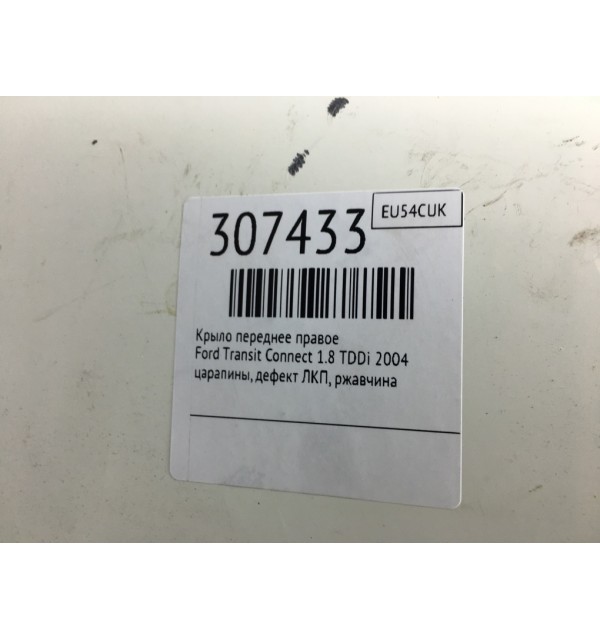 307433
EU54CUK
Крыло переднее правое
Ford Transit Connect 1.8 TDDi 2004
царапины, дефект ЛКП, ржавчина